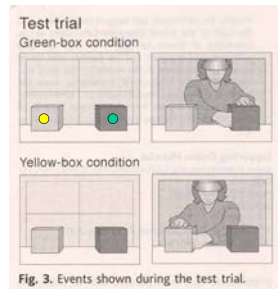 Test trial
Green-box condition
Yellow-box condition
Fig. 3. Events shown during the test trial.